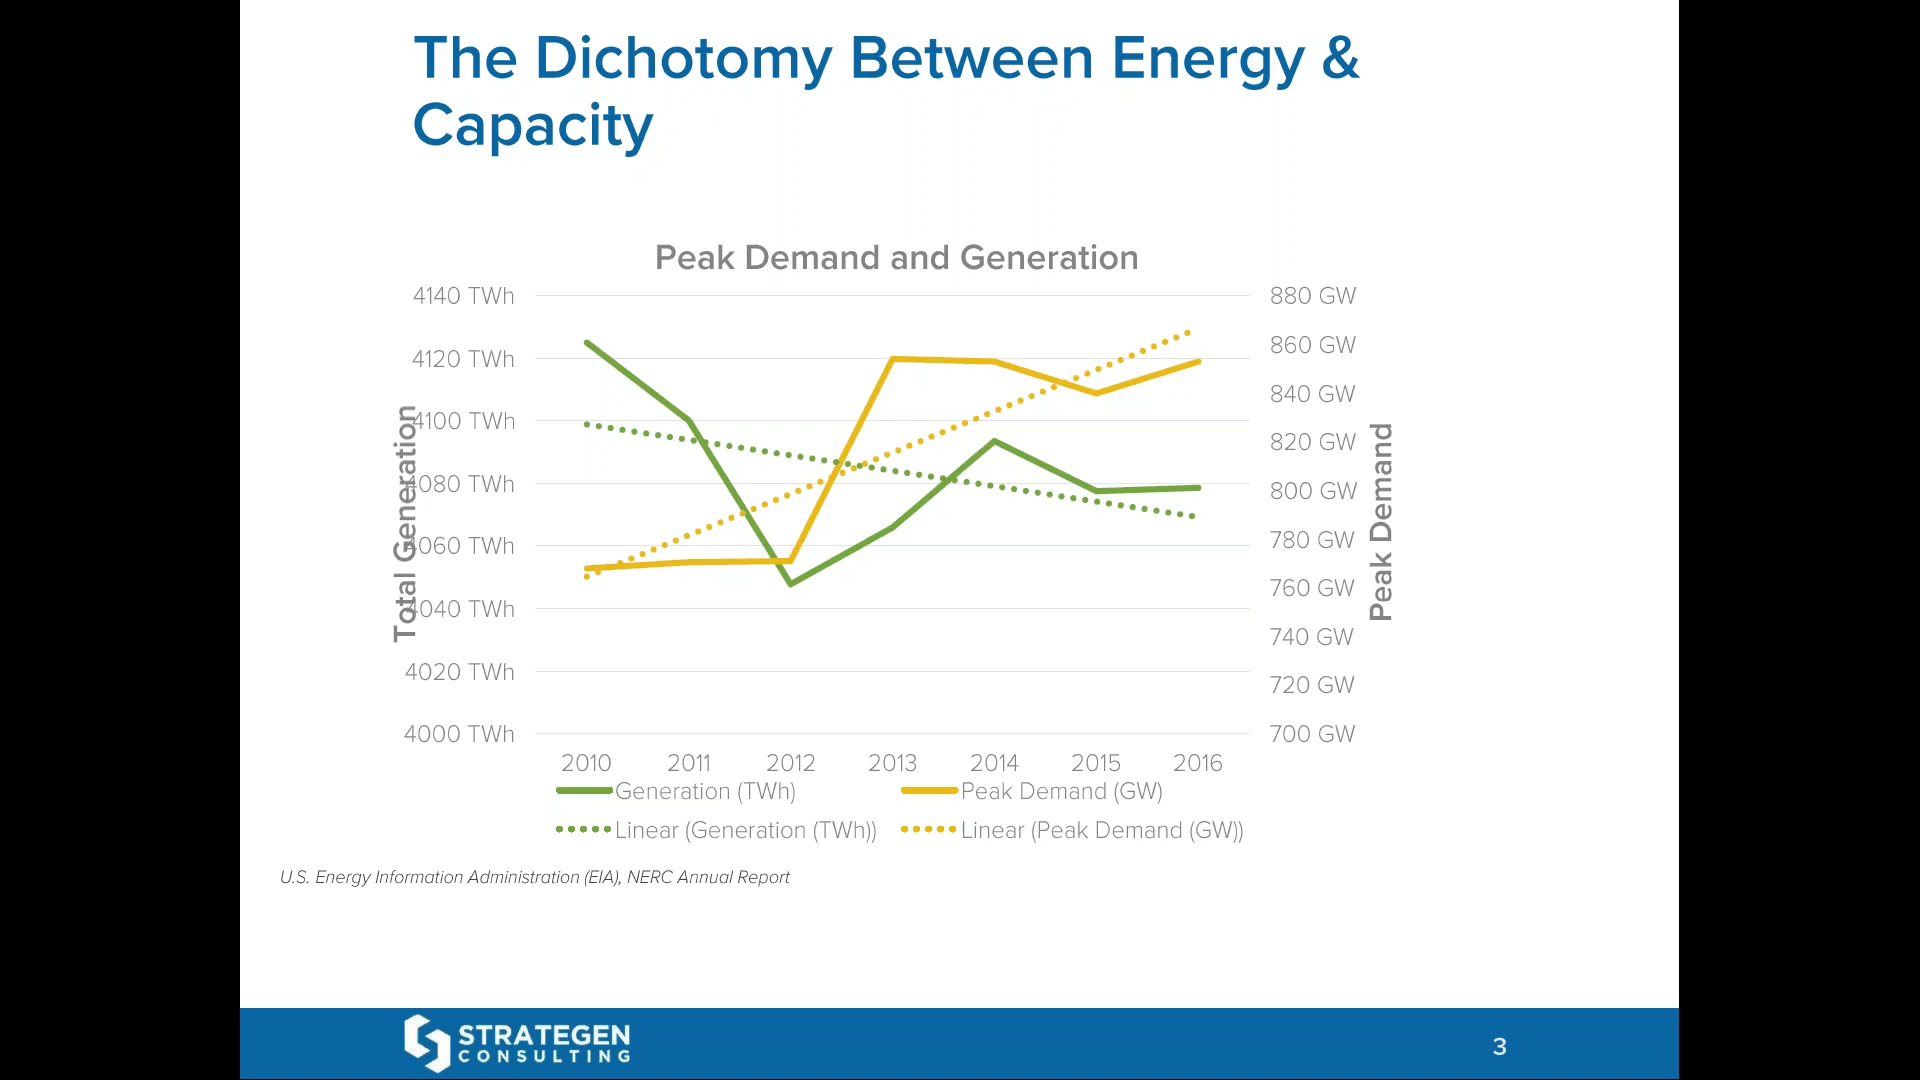 The Dichotomy Between Energy &
Capacity
Peak Demand and Generation
4140 TWh
4120 TWh
4100 TWh
4080 TWh
4060 TWh
4040 TWh
4020 TWh
4000 TWh
Total Generation
880 GW
860 GW
840 GW
820 GW
800 GW
780 GW
760 GW
740 GW
720 GW
700 GW
Peak Demand
2010 2011 2012 2013 2014 2015 2016
Generation (TWh) Peak Demand (GW)
Linear (Generation (TWh)) Linear (Peak Demand (GW))
U.S. Energy Information Administration (EIA), NERC Annual Report
STRATEGEN
CONSULTING
3